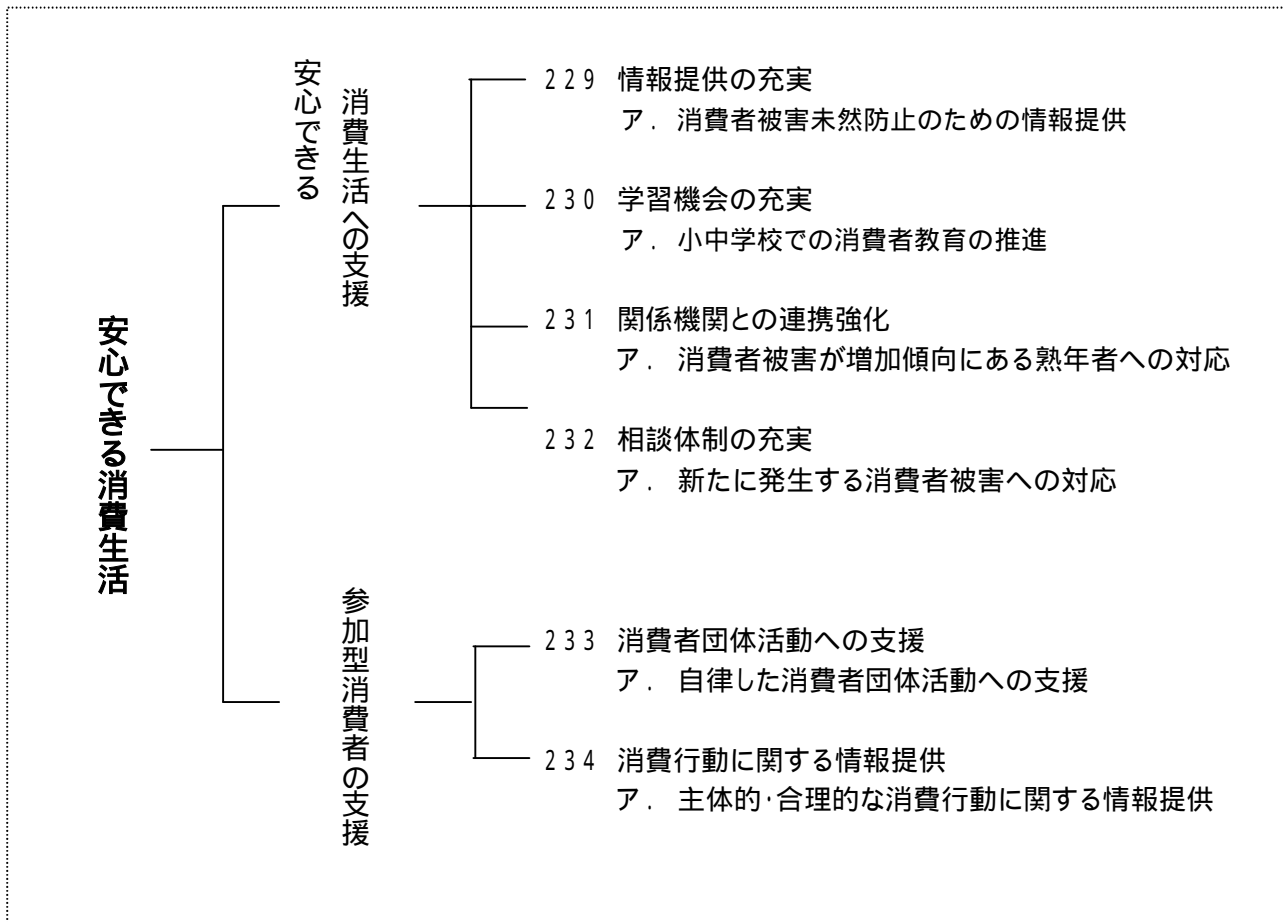 安心できる消費生活
安心できる
消費生活への支援
229 情報提供の充実
ア. 消費者被害未然防止のための情報提供
230 学習機会の充実
ア. 小中学校での消費者教育の推進
231 関係機関との連携強化
ア. 消費者被害が増加傾向にある熟年者への対応
232 相談体制の充実
ア. 新たに発生する消費者被害への対応
参加型消費者の支援
233 消費者団体活動への支援
ア. 自律した消費者団体活動への支援
234 消費行動に関する情報提供
ア. 主体的･合理的な消費行動に関する情報提供